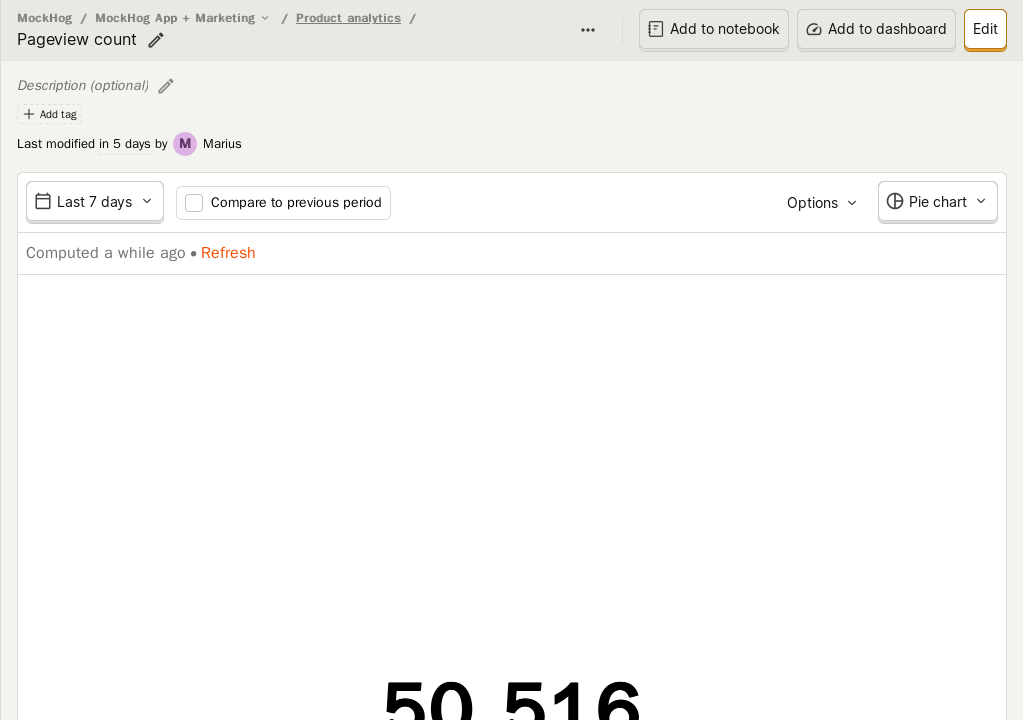 MockHog / MockHog App + Marketing / Product analytics /
Pageview count
Add to notebook
Add to dashboard
Edit
Description (optional)
Add tag
Last modified in 5 days by M Marius
Last 7 days
Compare to previous period
Options
Pie chart
Computed a while ago • Refresh
50,516